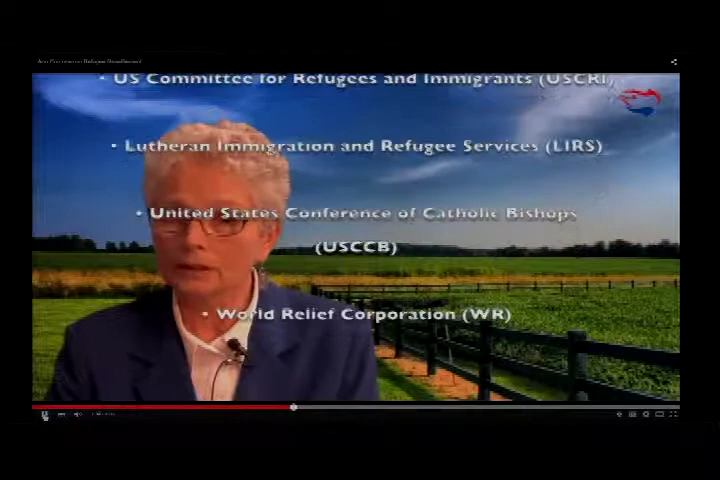 • US Committee for Refugees and Immigrants (USCRI)
• Lutheran Immigration and Refugee Services (LIRS)
• United States Conference of Catholic Bishops
(USCCB)
• World Relief Corporation (WR)